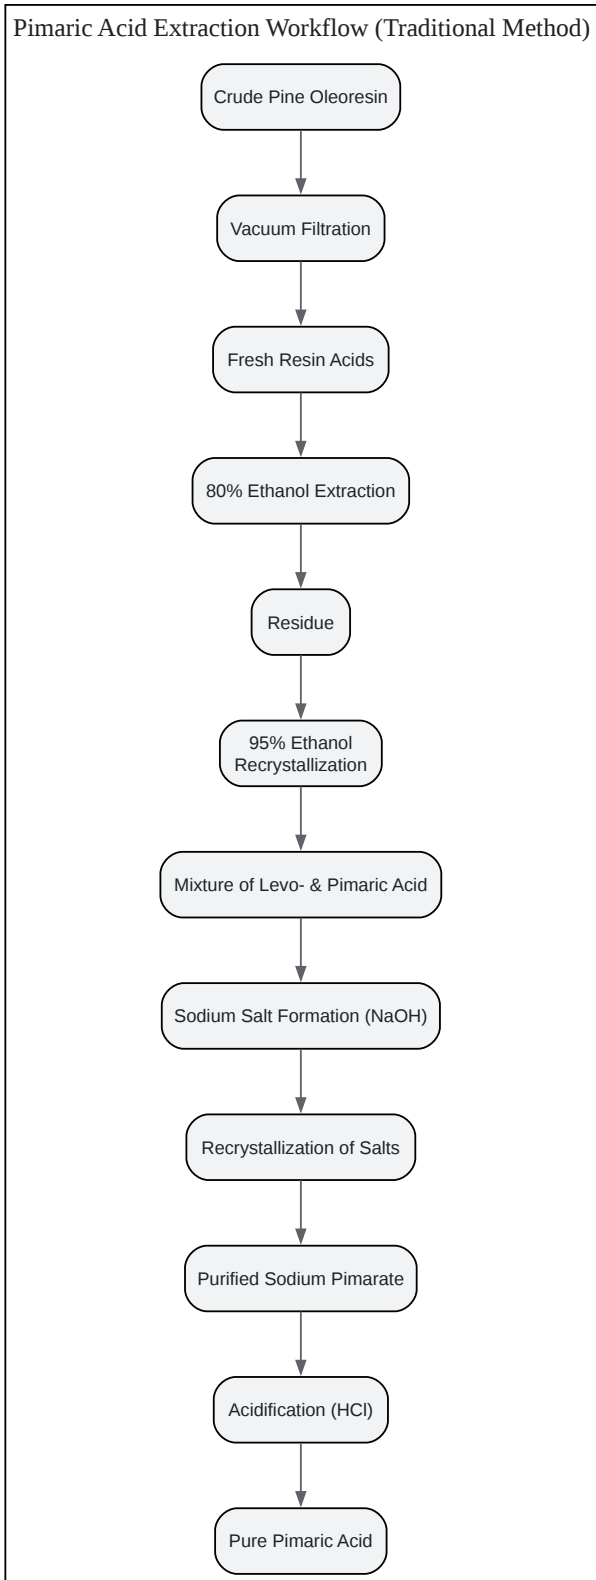 Pimaric Acid Extraction Workflow (Traditional Method)
Crude Pine Oleoresin
Vacuum Filtration
Fresh Resin Acids
80% Ethanol Extraction
Residue
95% Ethanol
Recrystallization
Mixture of Levo- & Pimaric Acid
Sodium Salt Formation (NaOH)
Recrystallization of Salts
Purified Sodium Pimarate
Acidification (HCl)
Pure Pimaric Acid